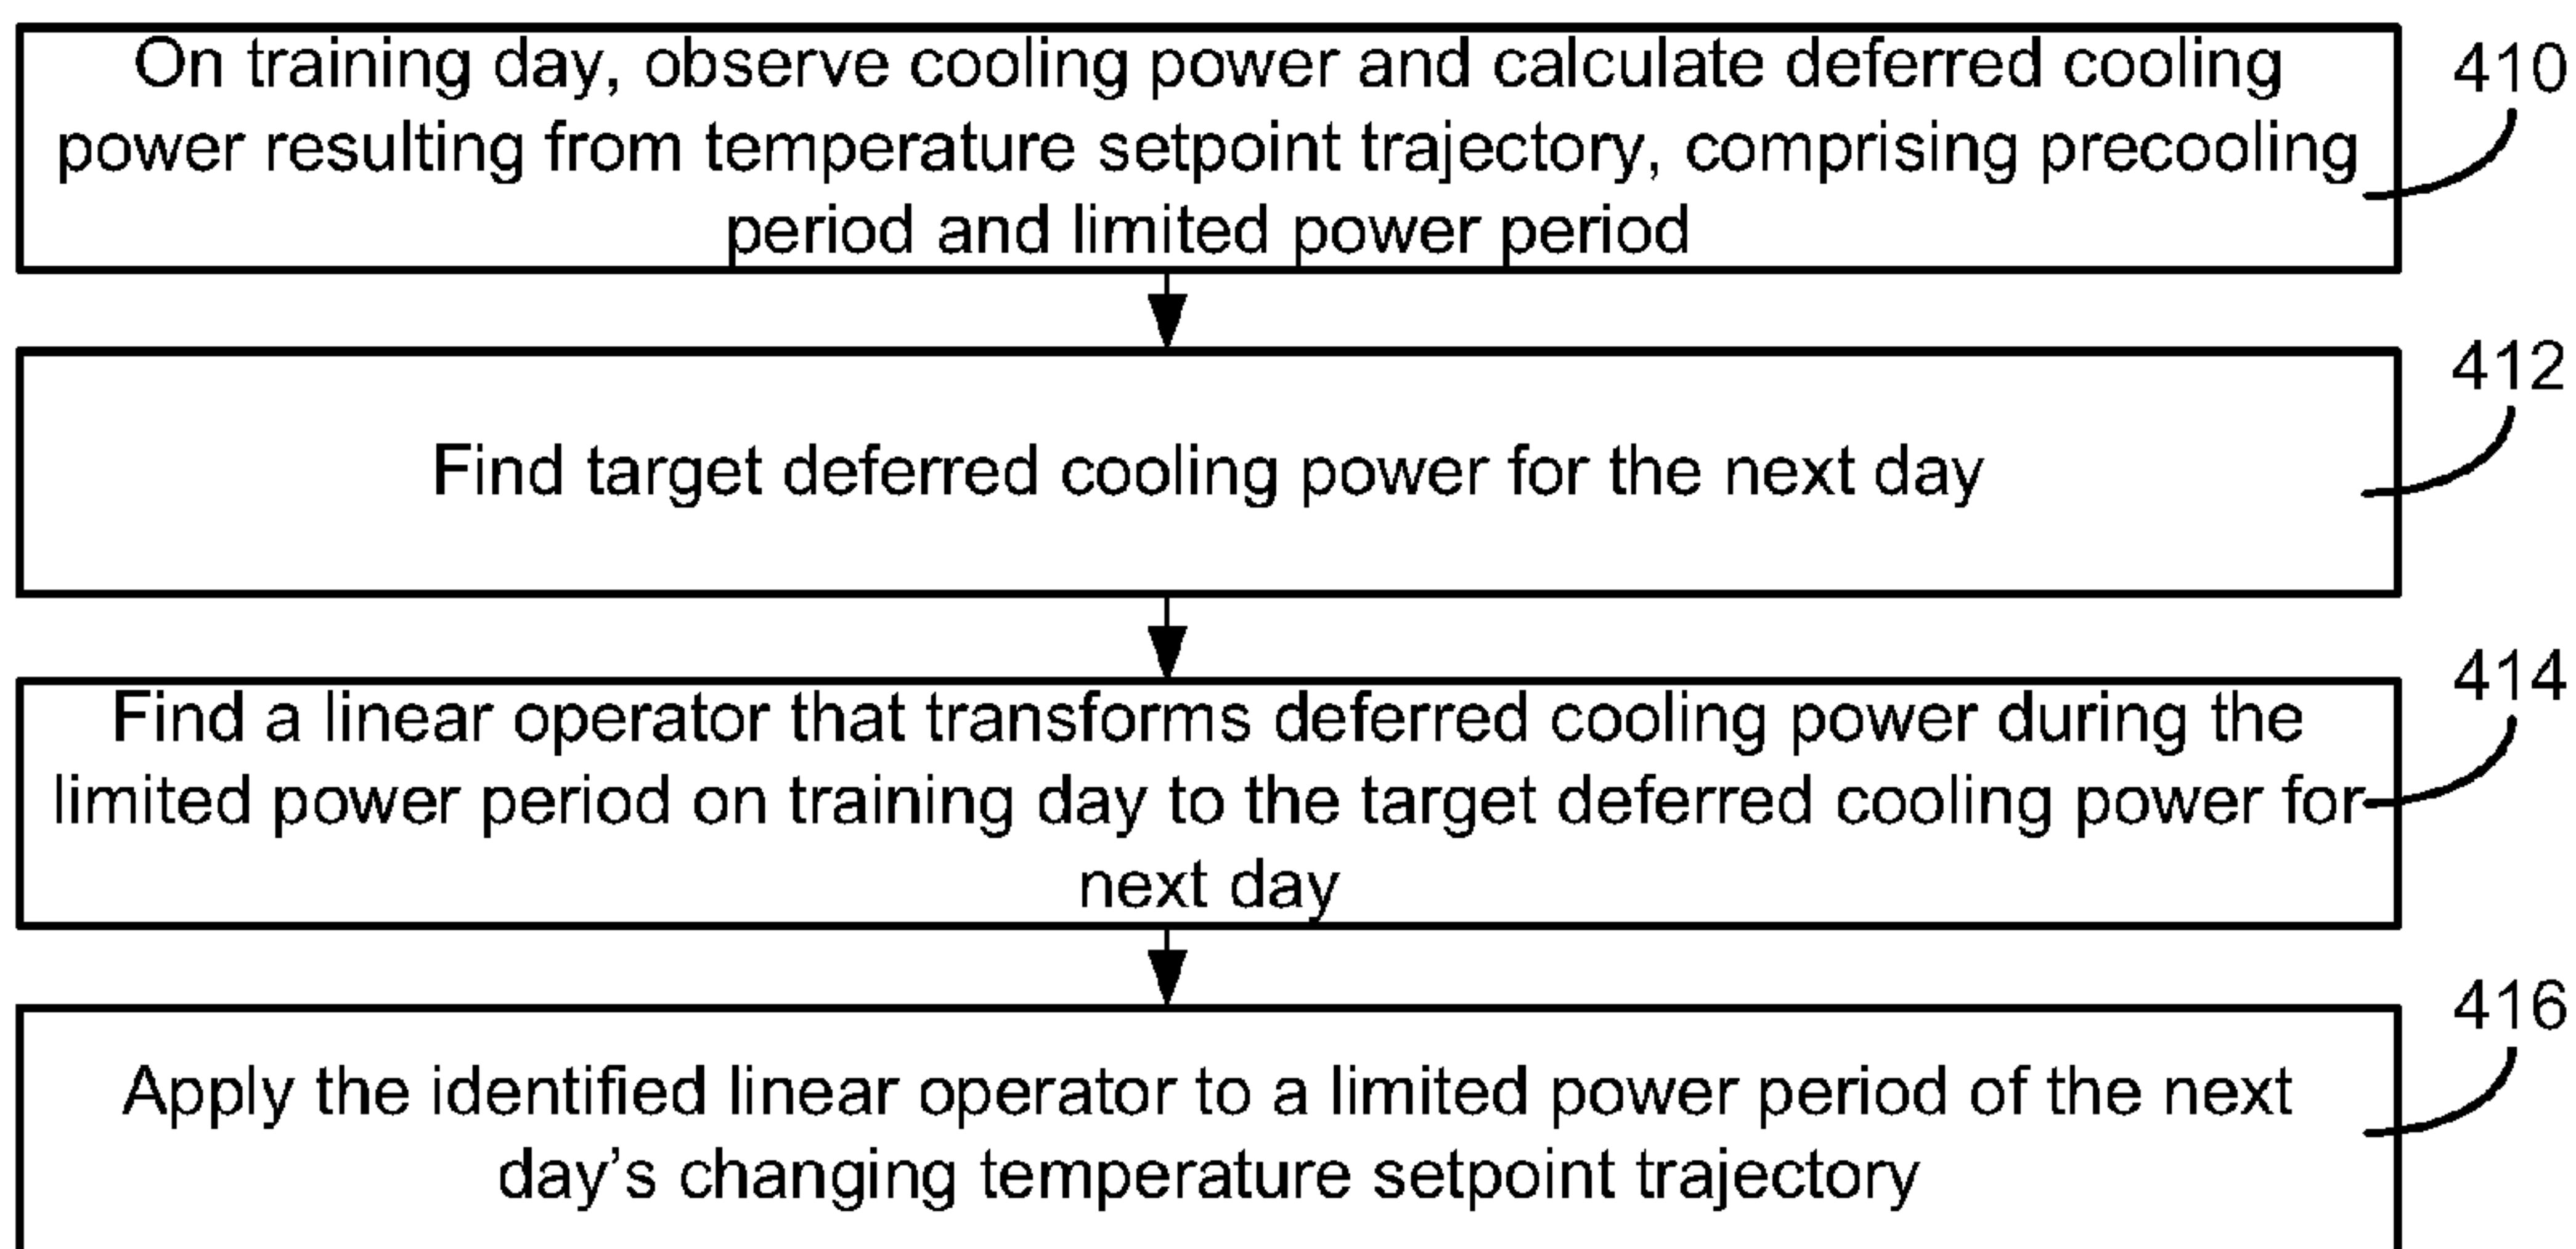 On training day, observe cooling power and calculate deferred cooling
power resulting from temperature setpoint trajectory, comprising precooling
period and limited power period
410
Find target deferred cooling power for the next day
412
Find a linear operator that transforms deferred cooling power during the
limited power period on training day to the target deferred cooling power for
next day
414
Apply the identified linear operator to a limited power period of the next
day's changing temperature setpoint trajectory
416